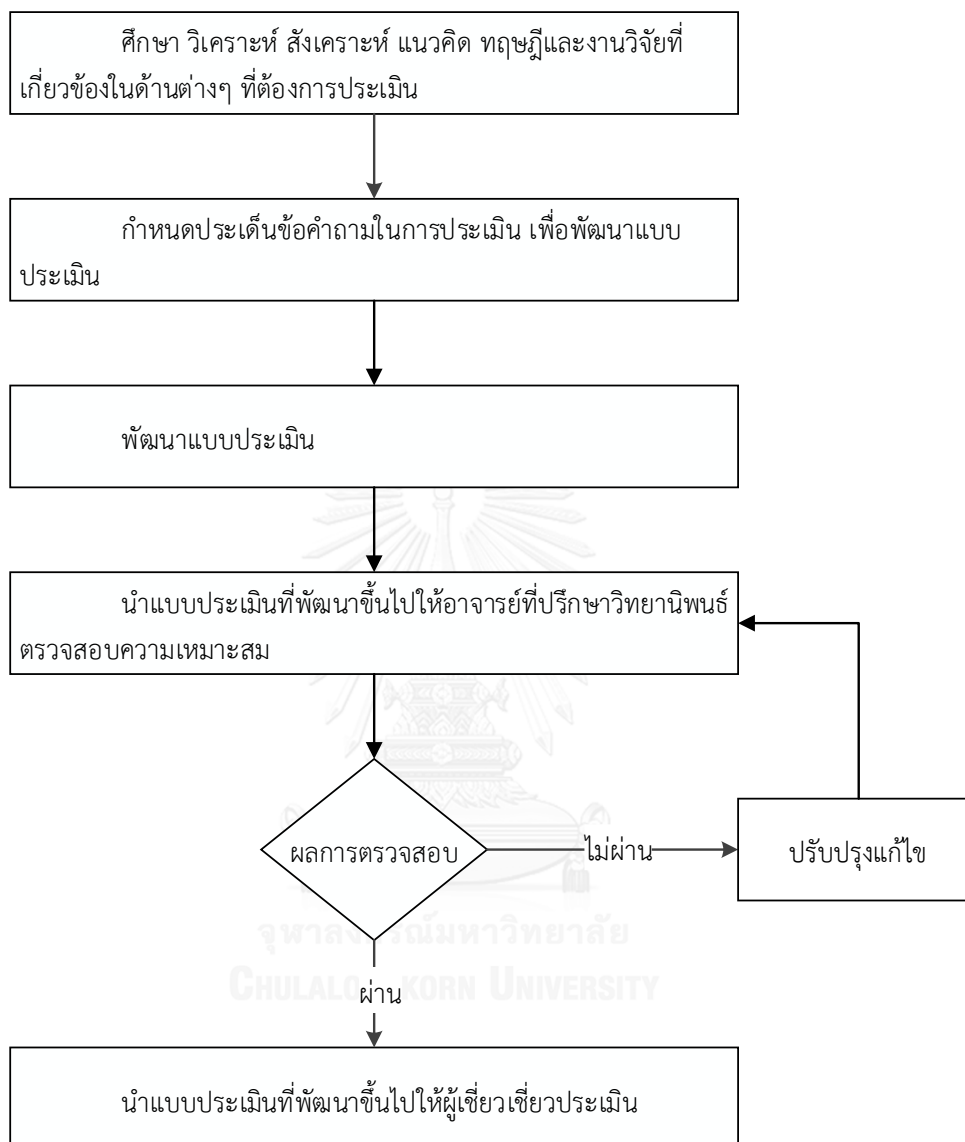 ศึกษา วิเคราะห์ สังเคราะห์ แนวคิด ทฤษฎีและงานวิจัยที่
เกี่ยวข้องในด้านต่างๆ ที่ต้องการประเมิน
กำหนดประเด็นข้อคำถามในการประเมิน เพื่อพัฒนาแบบ
ประเมิน
พัฒนาแบบประเมิน
นำแบบประเมินที่พัฒนาขึ้นไปให้อาจารย์ที่ปรึกษาวิทยานิพนธ์
ตรวจสอบความเหมาะสม
ผลการตรวจสอบ
ไม่ผ่าน
ปรับปรุงแก้ไข
ผ่าน
นำแบบประเมินที่พัฒนาขึ้นไปให้ผู้เชี่ยวเชี่ยวประเมิน